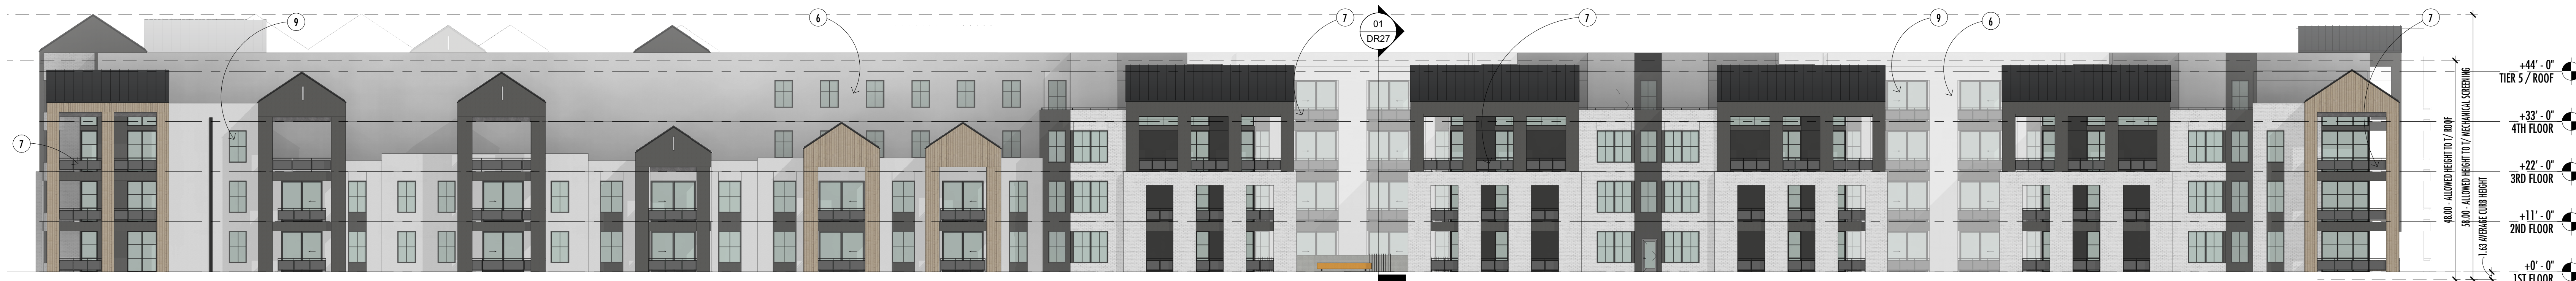 9
6
7
01
DR27
7
9
6
7
7
+44' - 0"
TIER 5 / ROOF
+33' - 0"
4TH FLOOR
+22' - 0"
3RD FLOOR
+11' - 0"
2ND FLOOR
+0' - 0"
1ST FLOOR
48.00 - ALLOWED HEIGHT TO T/ ROOF
58.00 - ALLOWED HEIGHT TO T/ MECHANICAL SCREENING
-1.63 AVERAGE CURB HEIGHT